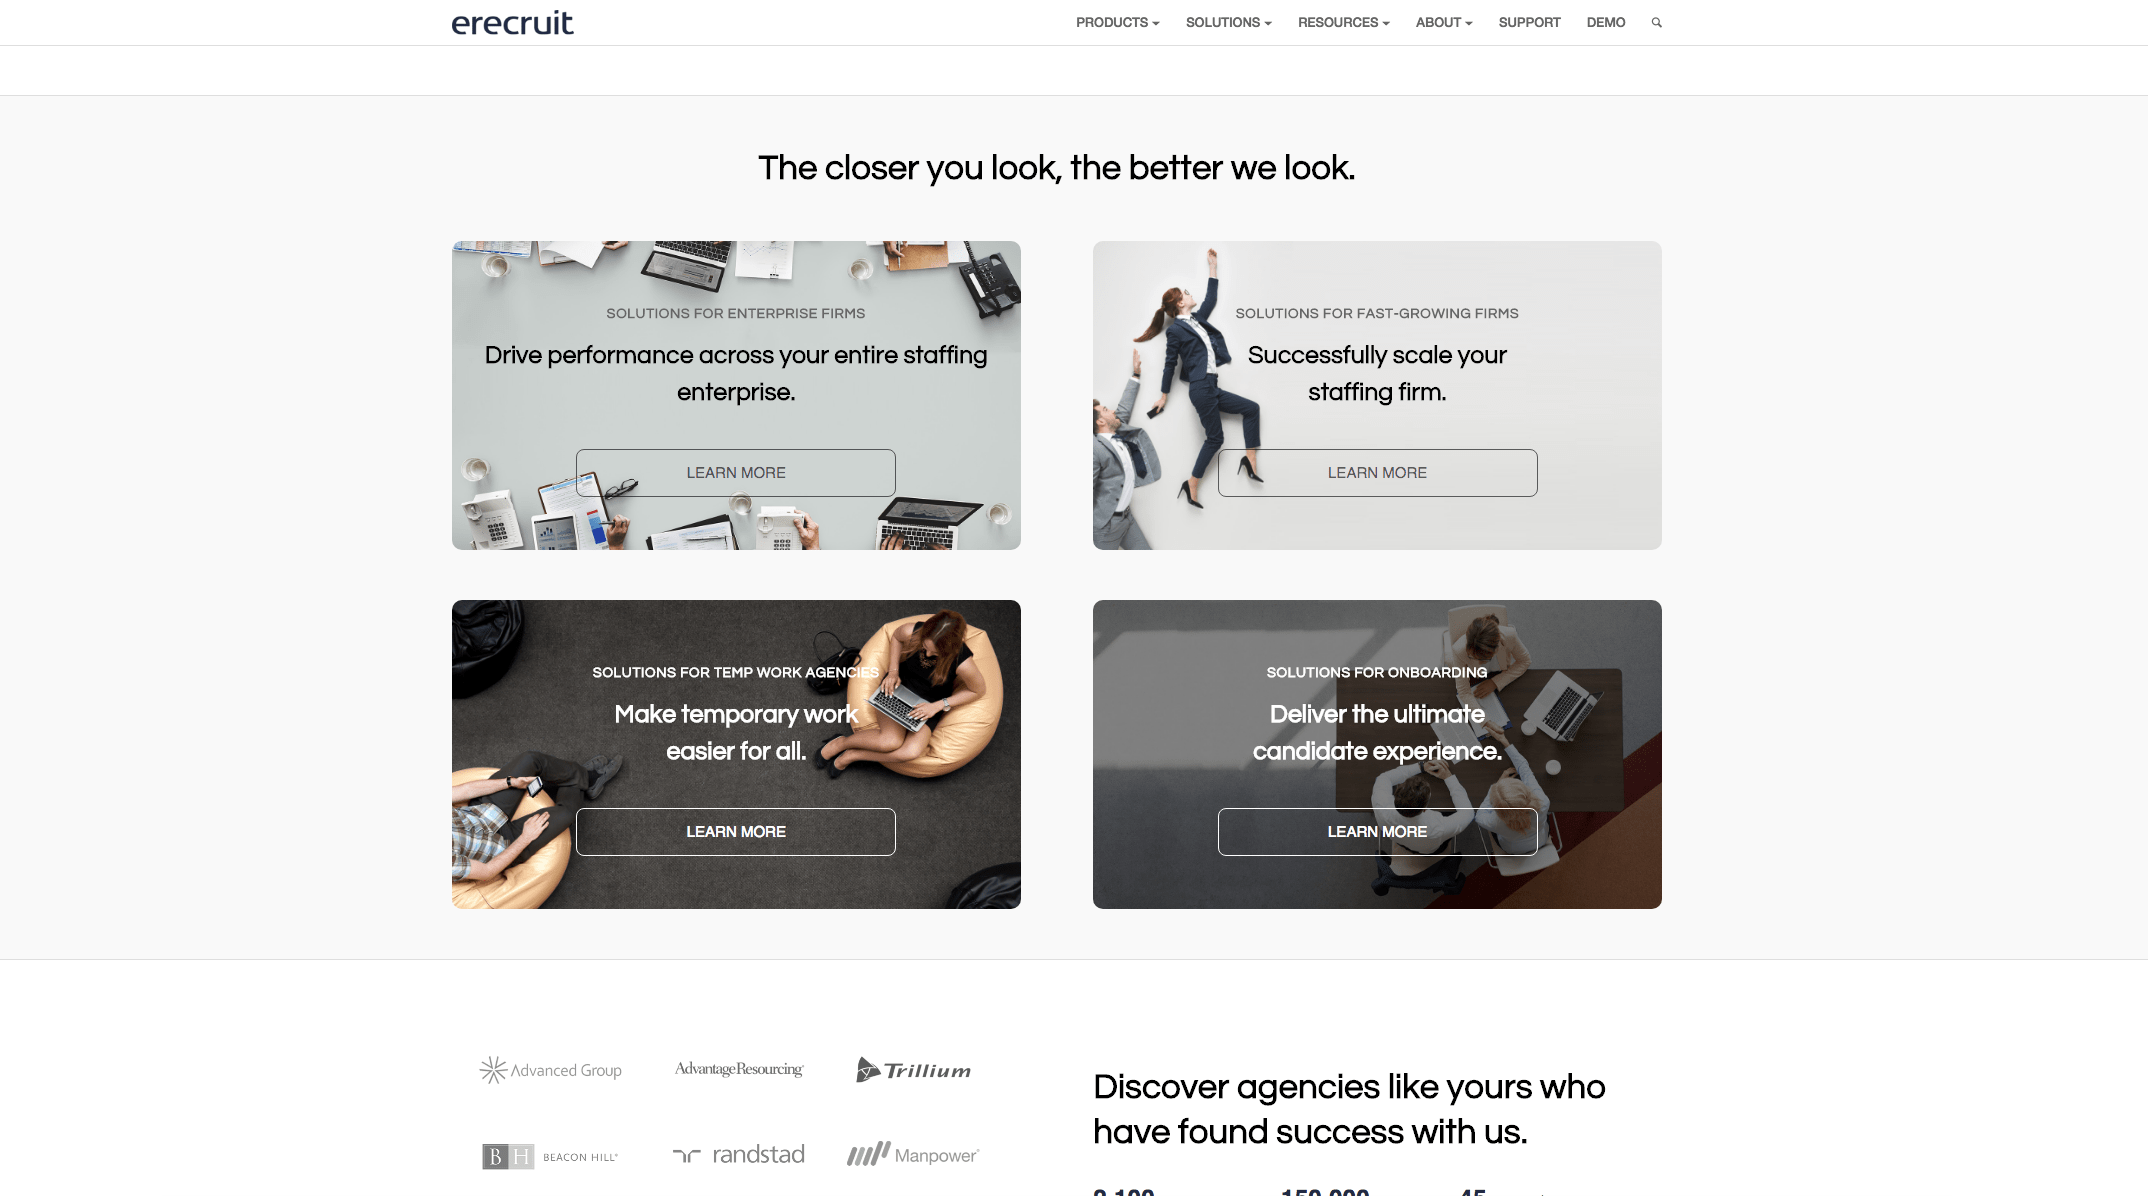 erecruit
PRODUCTS SOLUTIONS RESOURCES ABOUT SUPPORT DEMO
The closer you look, the better we look.
SOLUTIONS FOR ENTERPRISE FIRMS
Drive performance across your entire staffing
enterprise.
LEARN MORE
SOLUTIONS FOR FAST-GROWING FIRMS
Successfully scale your
staffing firm.
LEARN MORE
SOLUTIONS FOR TEMP WORK AGENCIES
Make temporary work
easier for all.
LEARN MORE
SOLUTIONS FOR ONBOARDING
Deliver the ultimate
candidate experience.
LEARN MORE
Advanced Group
AdvantageResourcing
Trillium
BH BEACON HILL
randstad
Manpower
Discover agencies like yours who
have found success with us.